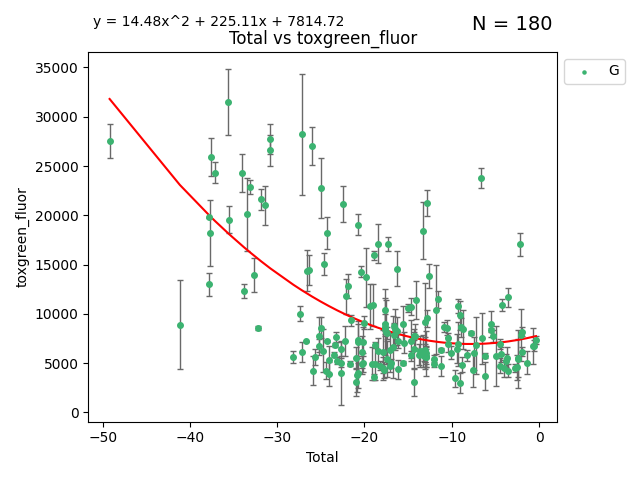 y = 14.48x^2 + 225.11x + 7814.72
N = 180
Total vs toxgreen_fluor
G
35000
30000
25000
20000
15000
10000
5000
0
toxgreen_fluor
−50 −40 −30 −20 −10 0
Total